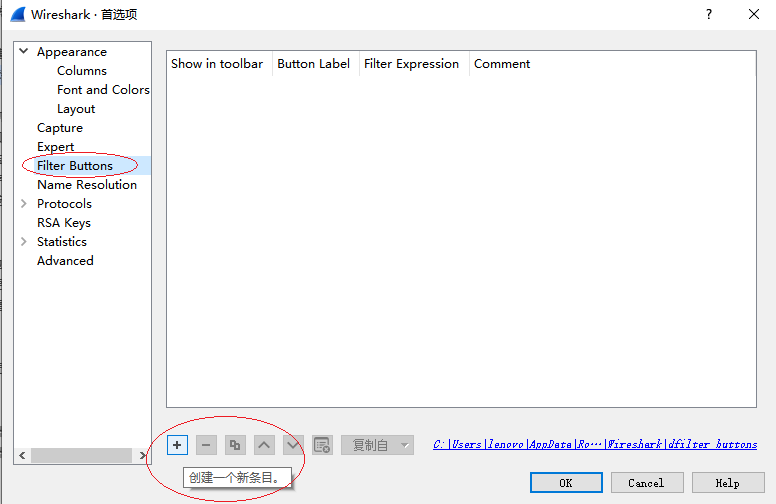 Wireshark · 首选项
Appearance
Columns
Font and Colors
Layout
Capture
Expert
Filter Buttons
Name Resolution
Protocols
RSA Keys
Statistics
Advanced
Show in toolbar Button Label Filter Expression Comment
复制自
C:|Users|lenovo|AppData|Ro…|Wireshark|dfilter_buttons
创建一个新条目。
OK Cancel Help